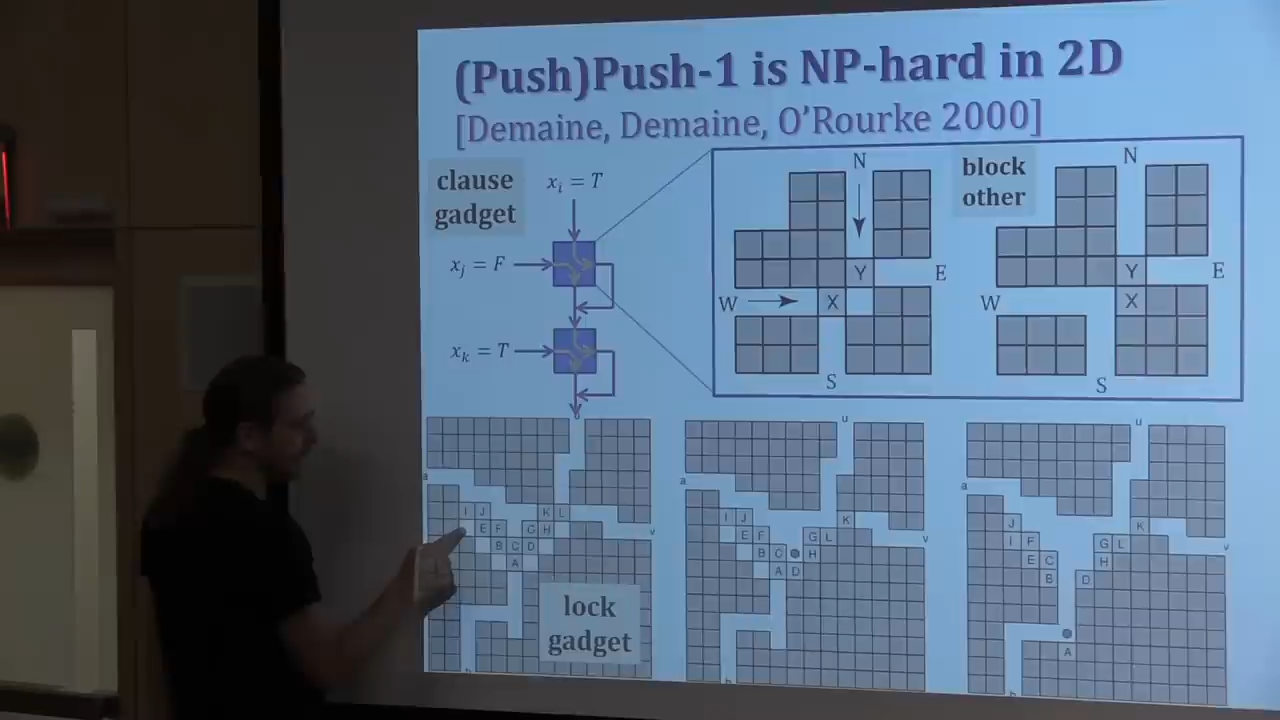 (Push)Push-1 is NP-hard in 2D
[Demaine, Demaine, O'Rourke 2000]
clause
gadget
x_i = T
x_j = F
x_k = T
N
Y
E
W
X
S
block
other
N
Y
E
W
X
S
u
a
I J K L
E F G H
B C D
A
v
b
lock
gadget
u
a
I J K
E F G L
B C H
A D
v
b
u
a
J K
I F G L
E C H
B D
A
v
b